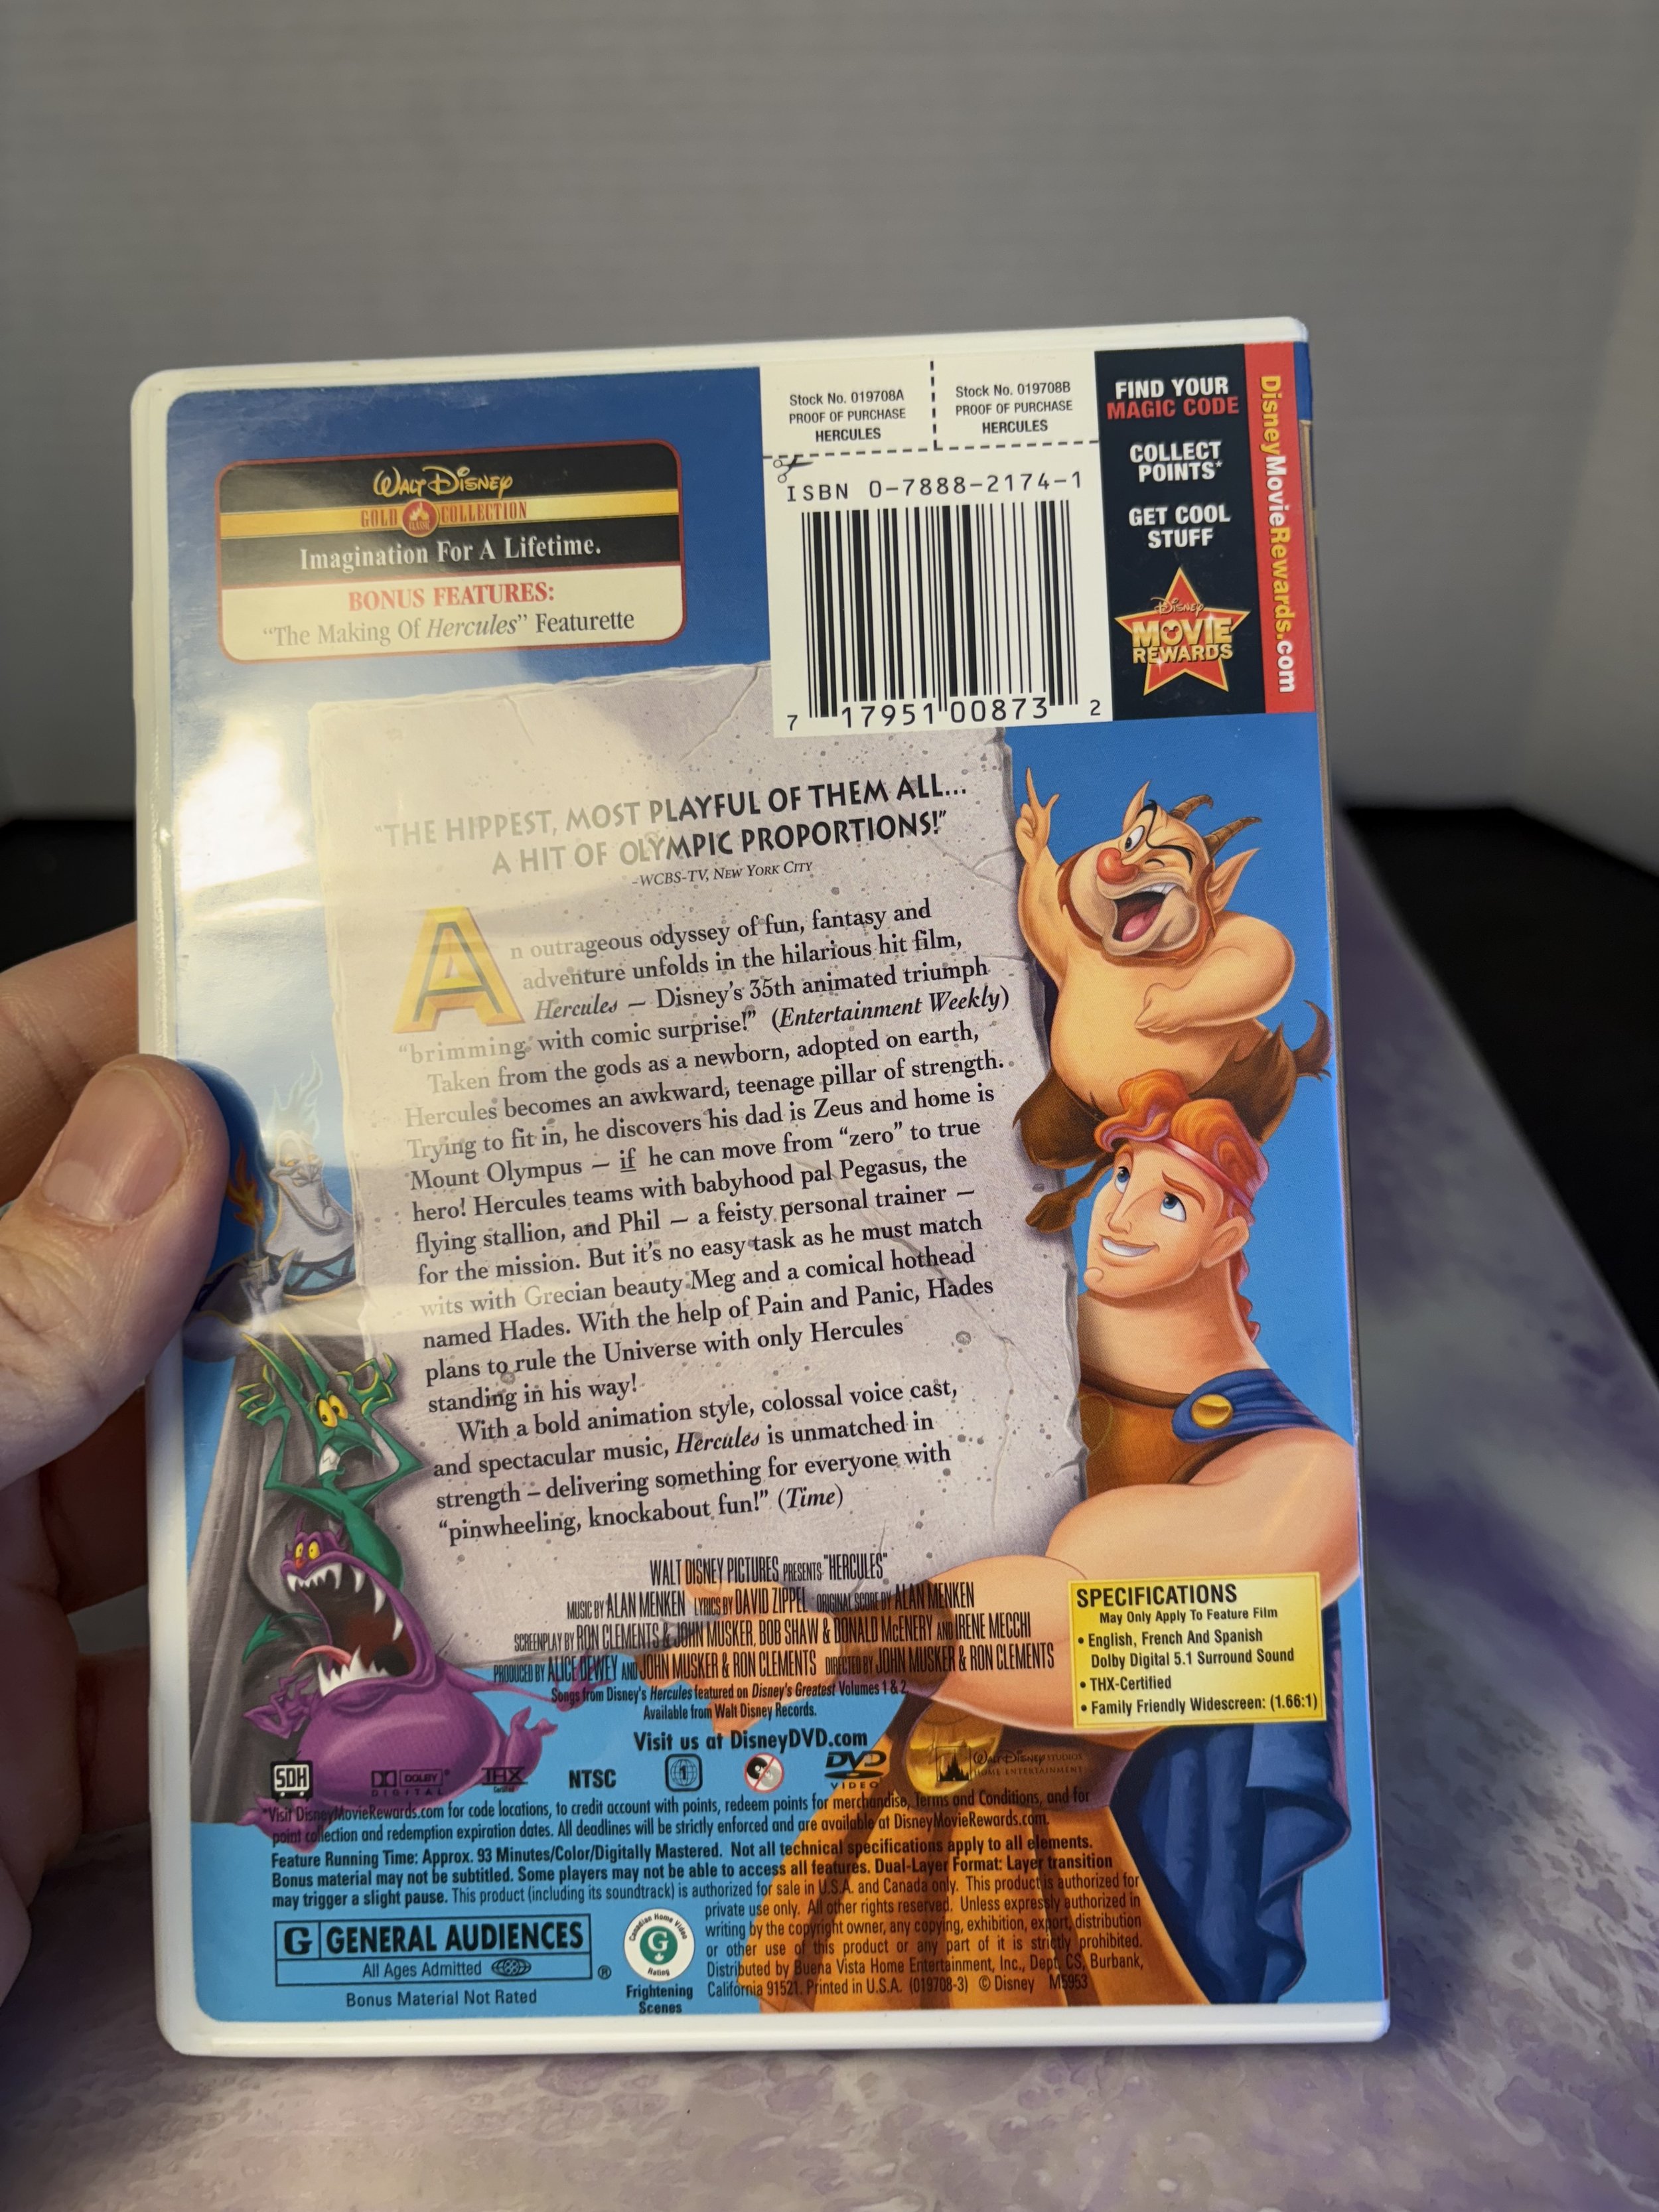 Stock No. 019708A
PROOF OF PURCHASE
HERCULES
Stock No. 019708B
PROOF OF PURCHASE
HERCULES
FIND YOUR
MAGIC CODE
COLLECT
POINTS*
GET COOL
STUFF
Disney
MOVIE
REWARDS
DisneyMovieRewards.com
ISBN 0-7888-2174-1
7 17951 00873 2
WALT DISNEY
GOLD CLASSIC COLLECTION
Imagination For A Lifetime.
BONUS FEATURES:
“The Making Of Hercules” Featurette
“THE HIPPEST, MOST PLAYFUL OF THEM ALL...
A HIT OF OLYMPIC PROPORTIONS!”
-WCBS-TV, NEW YORK CITY
An outrageous odyssey of fun, fantasy and
adventure unfolds in the hilarious hit film,
Hercules – Disney’s 35th animated triumph
“brimming with comic surprise!” (Entertainment Weekly)
Taken from the gods as a newborn, adopted on earth,
Hercules becomes an awkward, teenage pillar of strength.
Trying to fit in, he discovers his dad is Zeus and home is
Mount Olympus – if he can move from “zero” to true
hero! Hercules teams with babyhood pal Pegasus, the
flying stallion, and Phil – a feisty personal trainer –
for the mission. But it’s no easy task as he must match
wits with Grecian beauty Meg and a comical hothead
named Hades. With the help of Pain and Panic, Hades
plans to rule the Universe with only Hercules
standing in his way!
With a bold animation style, colossal voice cast,
and spectacular music, Hercules is unmatched in
strength – delivering something for everyone with
“pinwheeling, knockabout fun!” (Time)
WALT DISNEY PICTURES PRESENTS "HERCULES"
MUSIC BY ALAN MENKEN LYRICS BY DAVID ZIPPEL ORIGINAL SCORE BY ALAN MENKEN
SCREENPLAY BY RON CLEMENTS & JOHN MUSKER, BOB SHAW & DONALD McENERY AND IRENE MECCHI
PRODUCED BY ALICE DEWEY AND JOHN MUSKER & RON CLEMENTS DIRECTED BY JOHN MUSKER & RON CLEMENTS
Songs from Disney's Hercules featured on Disney's Greatest Volumes 1 & 2,
Available from Walt Disney Records.
Visit us at DisneyDVD.com
SPECIFICATIONS
May Only Apply To Feature Film
• English, French And Spanish
Dolby Digital 5.1 Surround Sound
• THX-Certified
• Family Friendly Widescreen: (1.66:1)
SDH DOLBY DIGITAL THX NTSC 1 DVD VIDEO WALT DISNEY STUDIOS HOME ENTERTAINMENT
*Visit DisneyMovieRewards.com for code locations, to credit account with points, redeem points for merchandise, Terms and Conditions, and for
point collection and redemption expiration dates. All deadlines will be strictly enforced and are available at DisneyMovieRewards.com.
Feature Running Time: Approx. 93 Minutes/Color/Digitally Mastered. Not all technical specifications apply to all elements.
Bonus material may not be subtitled. Some players may not be able to access all features. Dual-Layer Format: Layer transition
may trigger a slight pause. This product (including its soundtrack) is authorized for sale in U.S.A. and Canada only. This product is authorized for
private use only. All other rights reserved. Unless expressly authorized in
writing by the copyright owner, any copying, exhibition, export, distribution
or other use of this product or any part of it is strictly prohibited.
Distributed by Buena Vista Home Entertainment, Inc., Dept. CS, Burbank,
California 91521. Printed in U.S.A. (019708-3) © Disney M5953
G GENERAL AUDIENCES
All Ages Admitted ®
Bonus Material Not Rated
Canadian Home Video
G
Rating
Frightening
Scenes